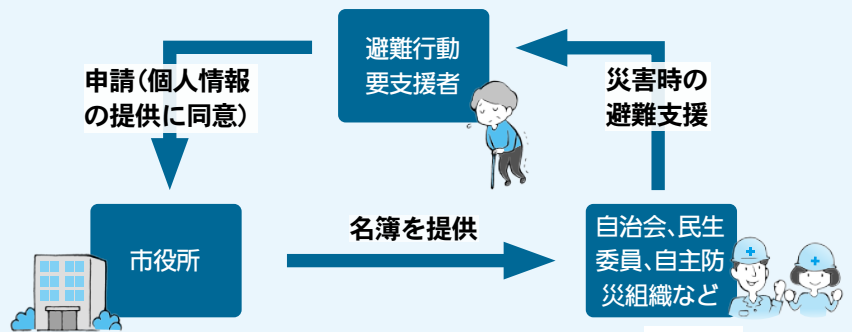 避難行動
要支援者
申請（個人情報
の提供に同意）
災害時の
避難支援
市役所
名簿を提供
自治会、民生
委員、自主防
災組織など